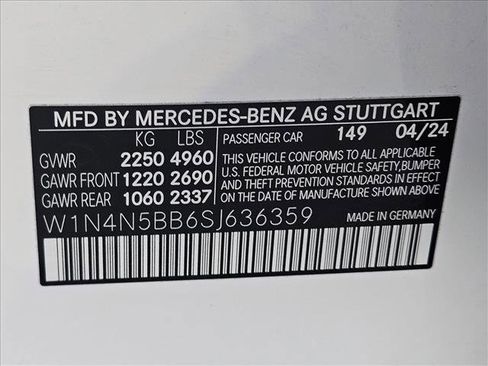 MFD BY MERCEDES-BENZ AG STUTTGART
KG LBS PASSENGER CAR 149 04/24
GVWR 2250 4960 THIS VEHICLE CONFORMS TO ALL APPLICABLE
GAWR FRONT 1220 2690 U.S. FEDERAL MOTOR VEHICLE SAFETY,BUMPER
GAWR REAR 1060 2337 AND THEFT PREVENTION STANDARDS IN EFFECT
ON THE DATE OF MANUFACTURE SHOWN ABOVE.
W1N4N5BB6SJ636359
MADE IN GERMANY